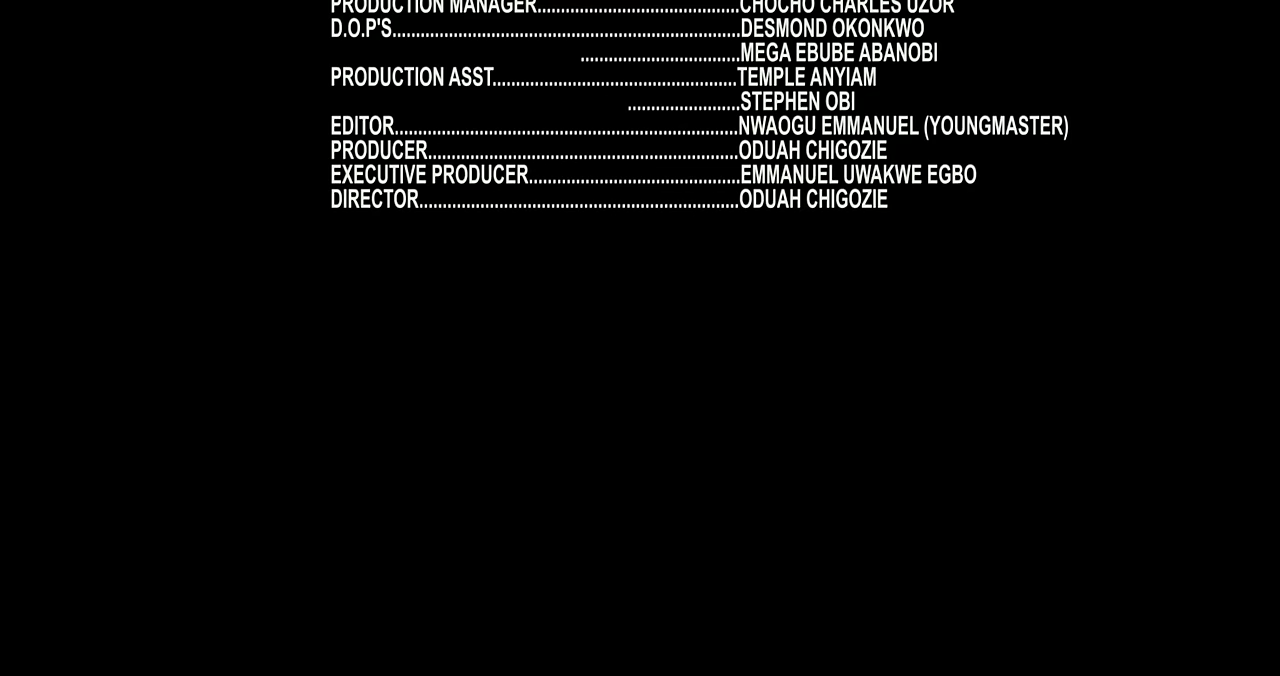 PRODUCTION MANAGER...........................................CHOCHO CHARLES UZOR
D.O.P'S..........................................................................DESMOND OKONKWO
..................................MEGA EBUBE ABANOBI
PRODUCTION ASST....................................................TEMPLE ANYIAM
........................STEPHEN OBI
EDITOR.........................................................................NWAOGU EMMANUEL (YOUNGMASTER)
PRODUCER..................................................................ODUAH CHIGOZIE
EXECUTIVE PRODUCER.............................................EMMANUEL UWAKWE EGBO
DIRECTOR....................................................................ODUAH CHIGOZIE